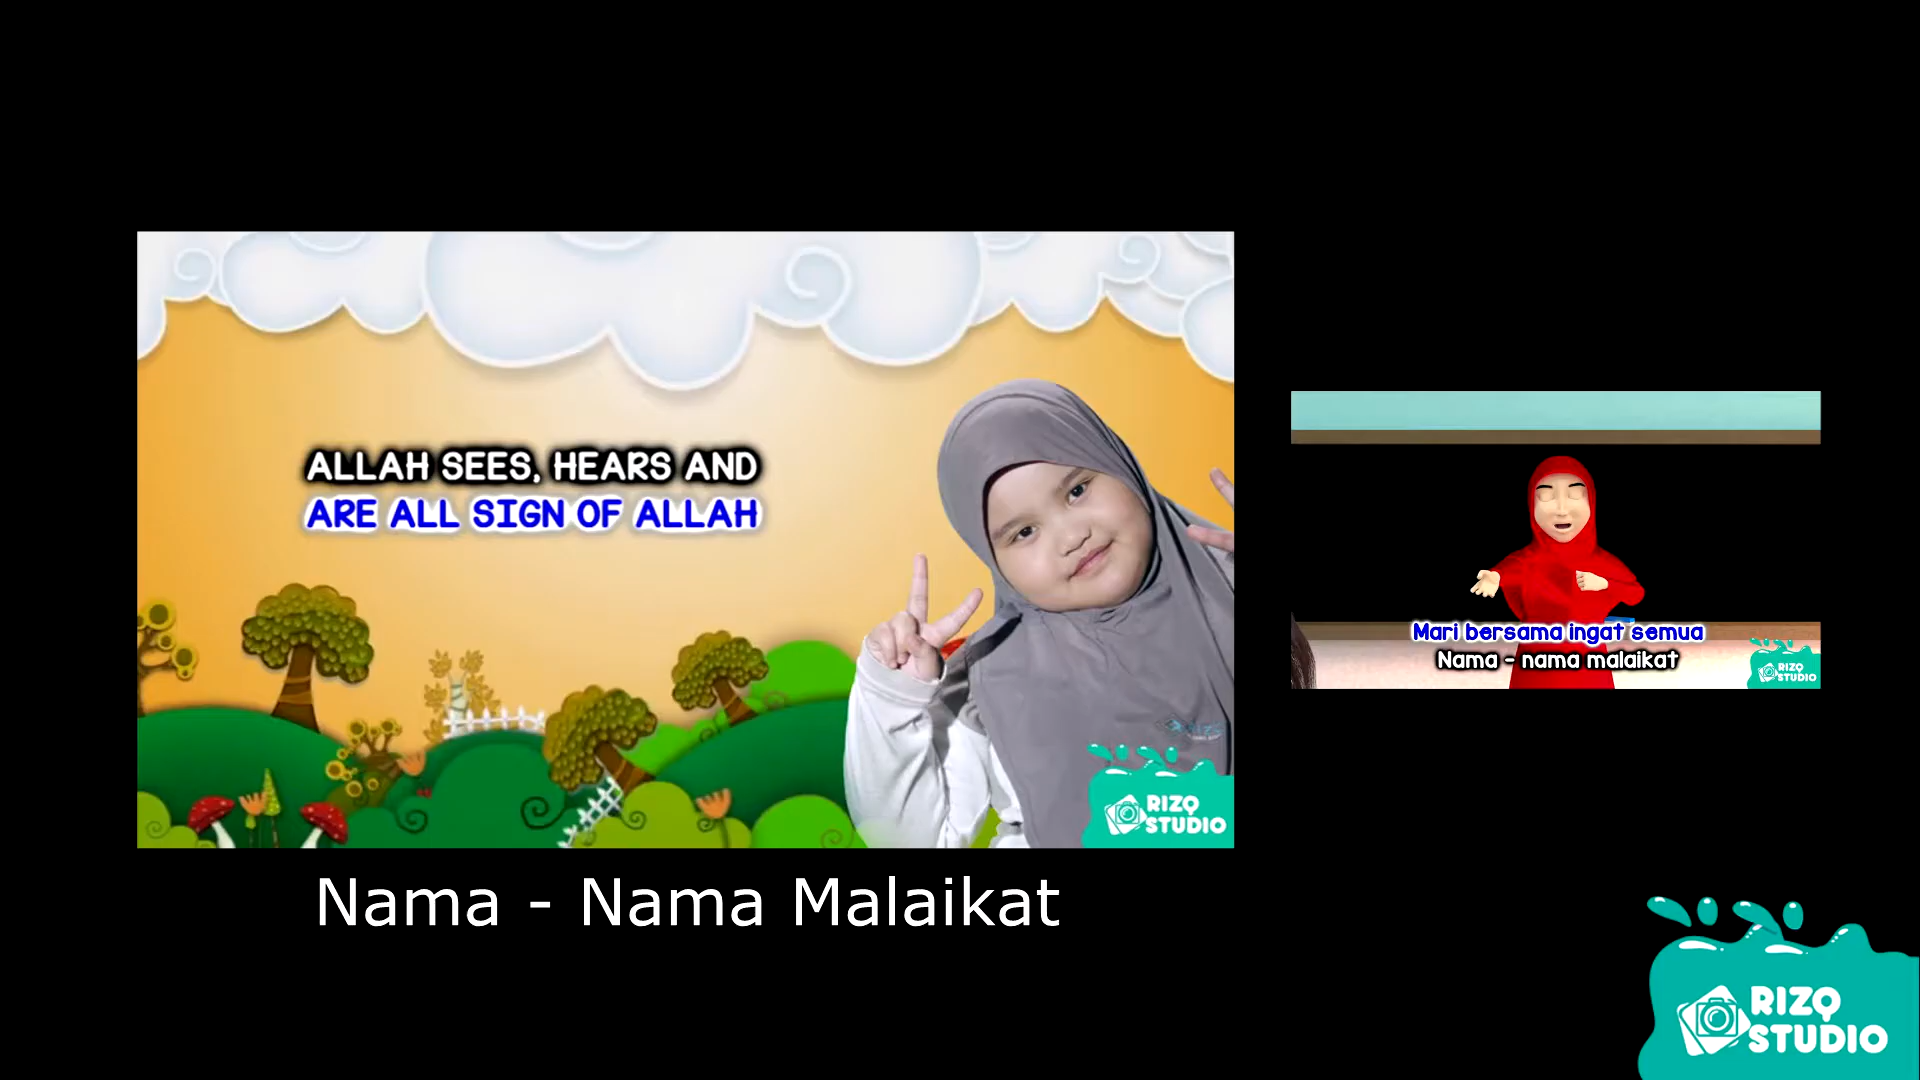 ALLAH SEES, HEARS AND
ARE ALL SIGN OF ALLAH
RIZQ
STUDIO
Nama - Nama Malaikat
Mari bersama ingat semua
Nama - nama malaikat
RIZQ
STUDIO
RIZQ
STUDIO